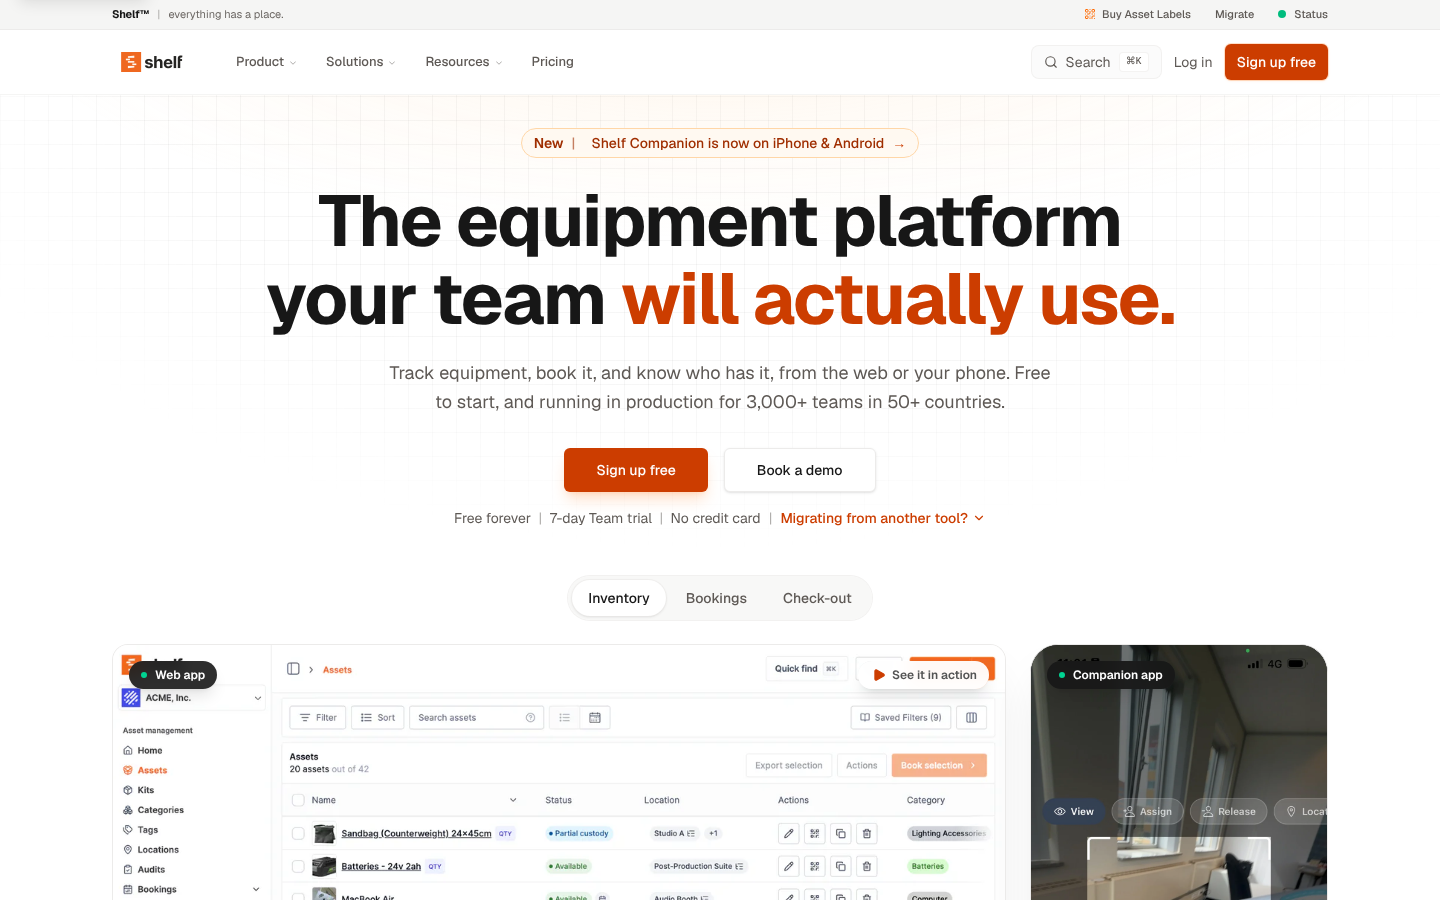 Shelf™ | everything has a place.
Buy Asset Labels Migrate Status
shelf Product Solutions Resources Pricing Search ⌘K Log in Sign up free
New | Shelf Companion is now on iPhone & Android →
The equipment platform
your team will actually use.
Track equipment, book it, and know who has it, from the web or your phone. Free
to start, and running in production for 3,000+ teams in 50+ countries.
Sign up free Book a demo
Free forever | 7-day Team trial | No credit card | Migrating from another tool?
Inventory Bookings Check-out
Web app
ACME, Inc.
Asset management
Home
Assets
Kits
Categories
Tags
Locations
Audits
Bookings
Assets Quick find ⌘K See it in action
Filter Sort Search assets Saved Filters (9)
Assets
20 assets out of 42
Export selection Actions Book selection
Name Status Location Actions Category
Sandbag (Counterweight) 24x45cm QTY Partial custody Studio A +1 Lighting Accessories
Batteries - 24v 2ah QTY Available Post-Production Suite Batteries
MacBook Air Available Audio Booth Computer
Companion app 4G
View Assign Release